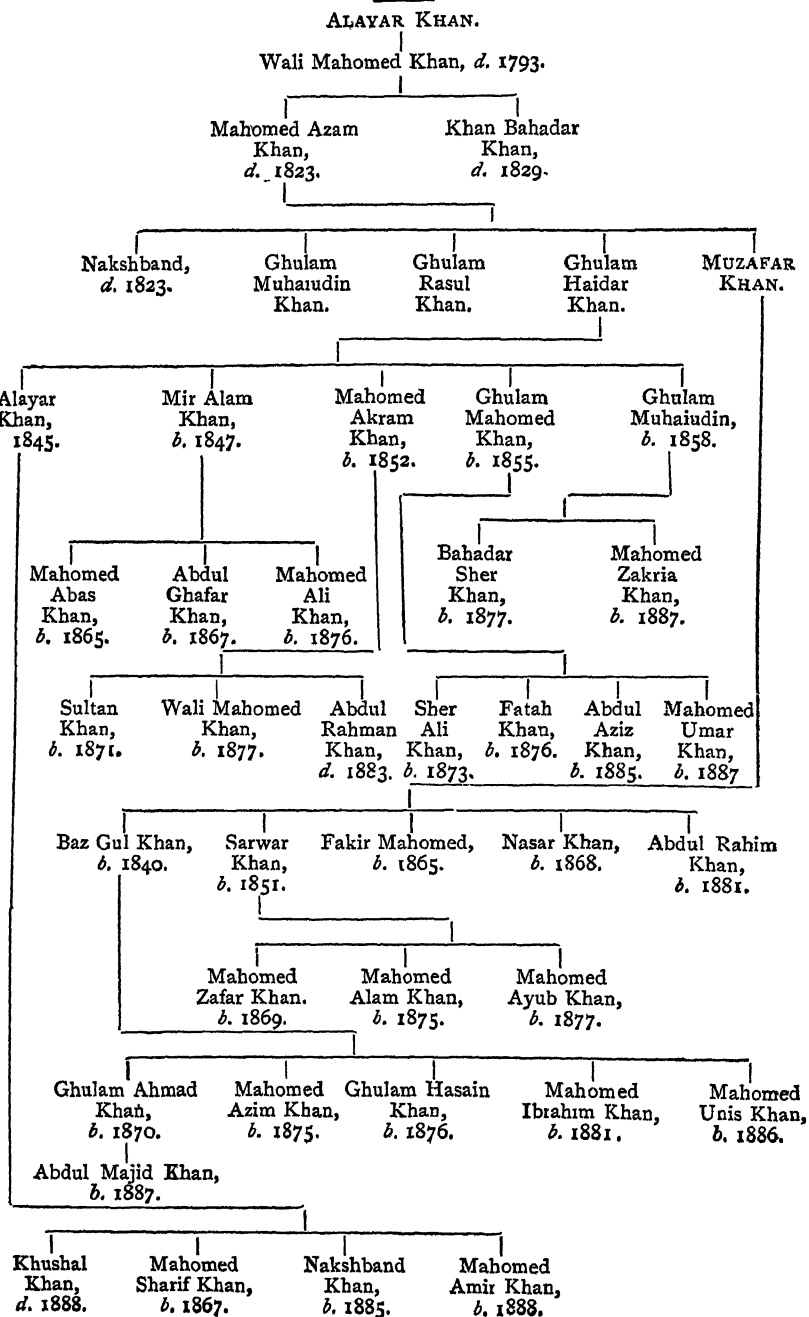 ALAYAR KHAN.
Wali Mahomed Khan, d. 1793.
Mahomed Azam
Khan,
d. 1823.
Khan Bahadar
Khan,
d. 1829.
Nakshband,
d. 1823.
Ghulam
Muhaiudin
Khan.
Ghulam
Rasul
Khan.
Ghulam
Haidar
Khan.
MUZAFAR
KHAN.
Alayar
Khan,
1845.
Mir Alam
Khan,
b. 1847.
Mahomed
Akram
Khan,
b. 1852.
Ghulam
Mahomed
Khan,
b. 1855.
Ghulam
Muhaiudin,
b. 1858.
Mahomed
Abas
Khan,
b. 1865.
Abdul
Ghafar
Khan,
b. 1867.
Mahomed
Ali
Khan,
b. 1876.
Bahadar
Sher
Khan,
b. 1877.
Mahomed
Zakria
Khan,
b. 1887.
Sultan
Khan,
b. 1871.
Wali Mahomed
Khan,
b. 1877.
Abdul
Rahman
Khan,
d. 1883.
Sher
Ali
Khan,
b. 1873.
Fatah
Khan,
b. 1876.
Abdul
Aziz
Khan,
b. 1885.
Mahomed
Umar
Khan,
b. 1887
Baz Gul Khan,
b. 1840.
Sarwar
Khan,
b. 1851.
Fakir Mahomed,
b. 1865.
Nasar Khan,
b. 1868.
Abdul Rahim
Khan,
b. 1881.
Mahomed
Zafar Khan.
b. 1869.
Mahomed
Alam Khan,
b. 1875.
Mahomed
Ayub Khan,
b. 1877.
Ghulam Ahmad
Khan,
b. 1870.
Mahomed
Azim Khan,
b. 1875.
Ghulam Hasain
Khan,
b. 1876.
Mahomed
Ibrahim Khan,
b. 1881.
Mahomed
Unis Khan,
b. 1886.
Abdul Majid Khan,
b. 1887.
Khushal
Khan,
d. 1888.
Mahomed
Sharif Khan,
b. 1867.
Nakshband
Khan,
b. 1885.
Mahomed
Amir Khan,
b. 1888.